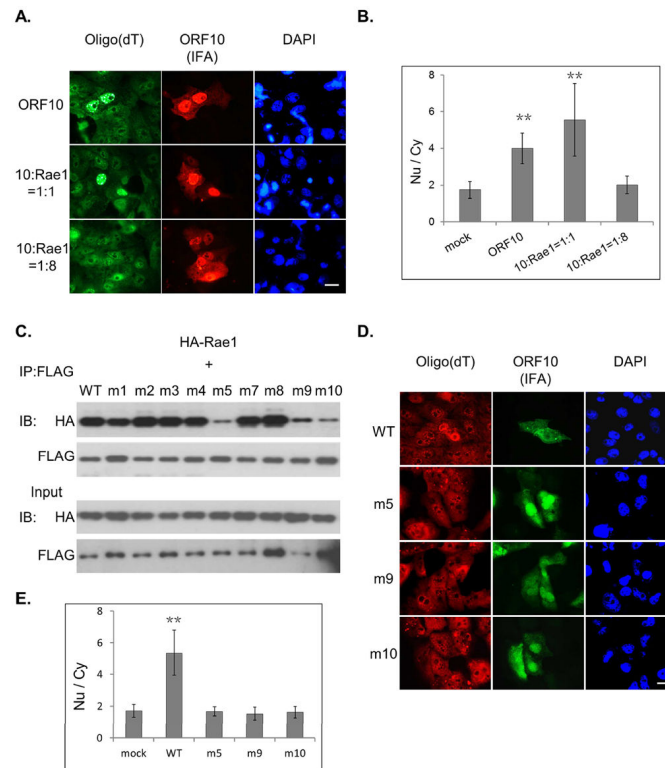 A.
Oligo(dT) ORF10 (IFA) DAPI
ORF10
10:Rae1 =1:1
10:Rae1 =1:8
B.
Nu / Cy
8
6
4
2
0
** **
mock ORF10 10:Rae1=1:1 10:Rae1=1:8
C.
HA-Rae1
+
IP:FLAG
WT m1 m2 m3 m4 m5 m7 m8 m9 m10
IB: HA
FLAG
Input
IB: HA
FLAG
D.
Oligo(dT) ORF10 (IFA) DAPI
WT
m5
m9
m10
E.
Nu / Cy
8
6
4
2
0
**
mock WT m5 m9 m10